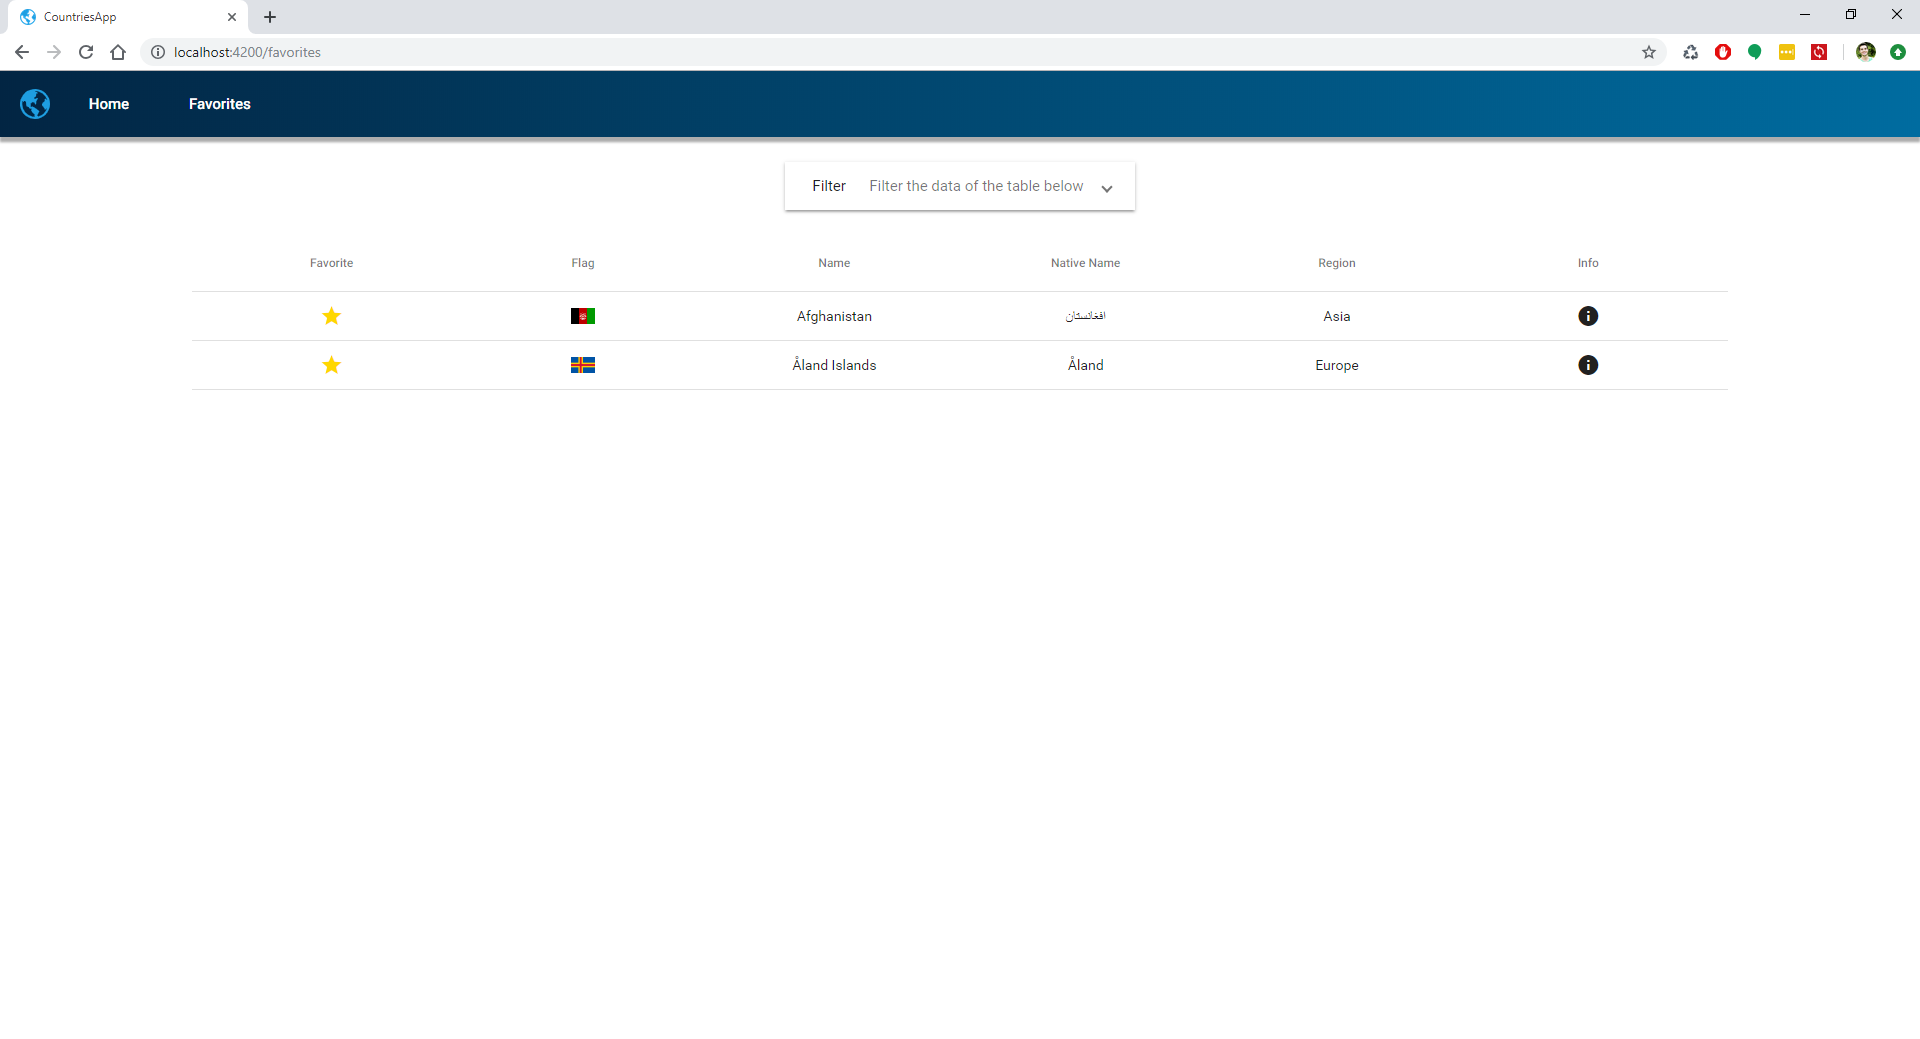 CountriesApp
localhost:4200/favorites
Home Favorites
Filter Filter the data of the table below
Favorite Flag Name Native Name Region Info
Afghanistan افغانستان Asia
Åland Islands Åland Europe